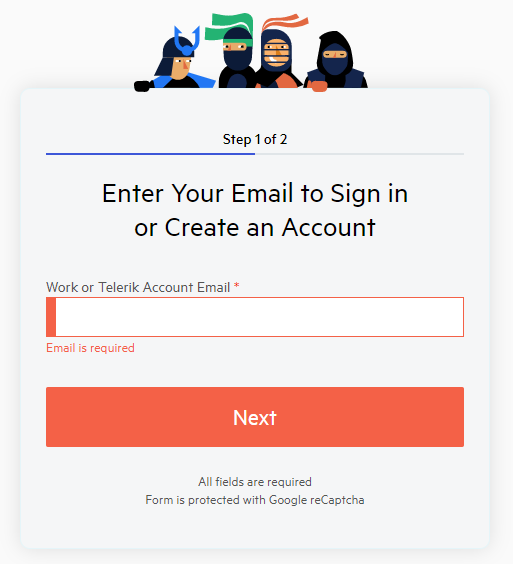 Step 1 of 2
Enter Your Email to Sign in
or Create an Account
Work or Telerik Account Email *
Email is required
Next
All fields are required
Form is protected with Google reCaptcha